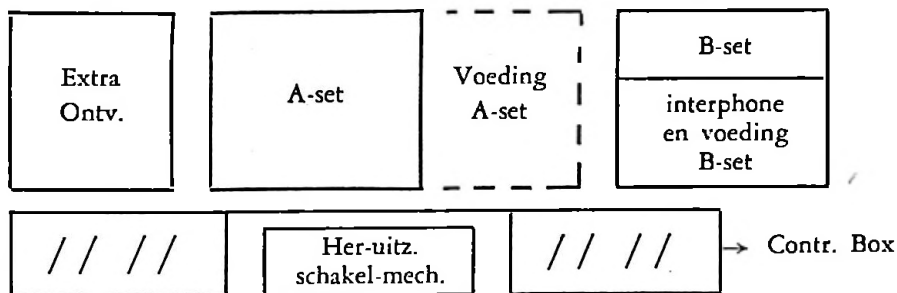 Extra
Ontv.
A-set
Voeding
A-set
B-set
interphone
en voeding
B-set
Her-uitz.
schakel-mech.
→ Contr. Box